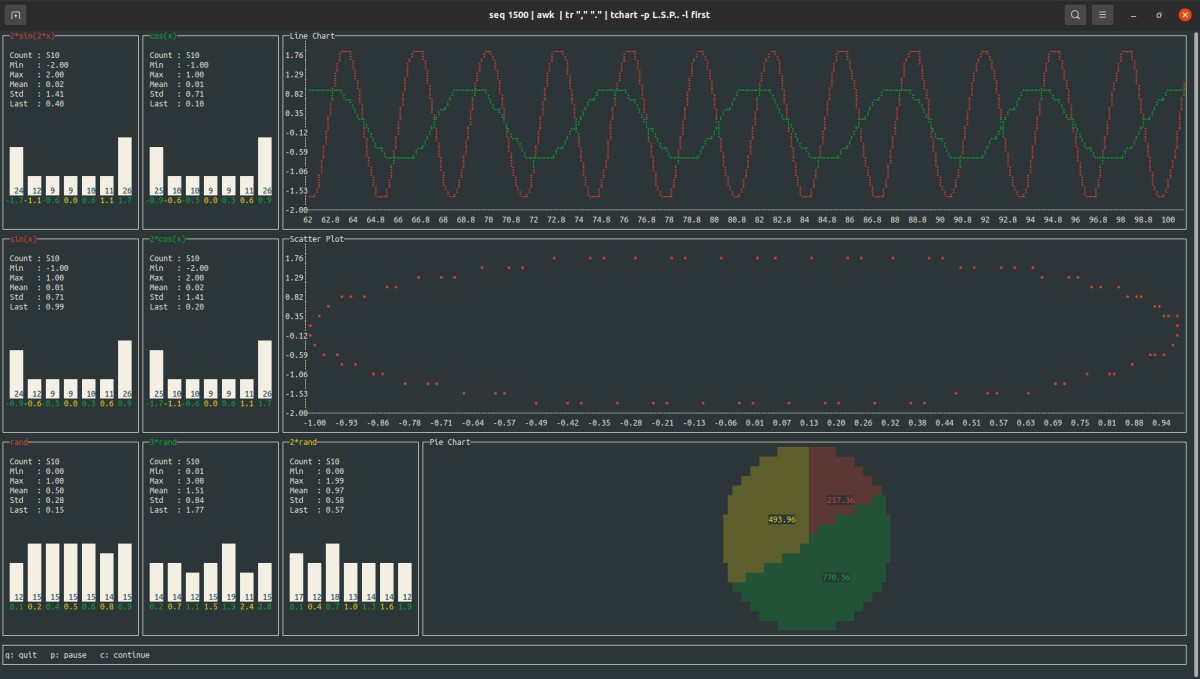 seq 1500 | awk | tr "," "." | tchart -p L.S.P.. -l first
2*sin(2*x)
Count : 510
Min : -2.00
Max : 2.00
Mean : 0.02
Std : 1.41
Last : 0.40
24 12 9 9 10 11 26
-1.7 -1.1 -0.6 0.0 0.6 1.1 1.7
cos(x)
Count : 510
Min : -1.00
Max : 1.00
Mean : 0.01
Std : 0.71
Last : 0.10
25 10 10 9 9 11 26
-0.9 -0.6 -0.3 0.0 0.3 0.6 0.9
Line Chart
1.76
1.29
0.82
0.35
-0.12
-0.59
-1.06
-1.53
-2.00
62 62.8 64 64.8 66 66.8 68 68.8 70 70.8 72 72.8 74 74.8 76 76.8 78 78.8 80 80.8 82 82.8 84 84.8 86 86.8 88 88.8 90 90.8 92 92.8 94 94.8 96 96.8 98 98.8 100
sin(x)
Count : 510
Min : -1.00
Max : 1.00
Mean : 0.01
Std : 0.71
Last : 0.99
24 12 9 9 10 11 26
-0.9 -0.6 -0.3 0.0 0.3 0.6 0.9
2*cos(x)
Count : 510
Min : -2.00
Max : 2.00
Mean : 0.02
Std : 1.41
Last : 0.20
25 10 10 9 9 11 26
-1.7 -1.1 -0.6 0.0 0.6 1.1 1.7
Scatter Plot
1.76
1.29
0.82
0.35
-0.12
-0.59
-1.06
-1.53
-2.00
-1.00 -0.93 -0.86 -0.78 -0.71 -0.64 -0.57 -0.49 -0.42 -0.35 -0.28 -0.21 -0.13 -0.06 0.01 0.07 0.13 0.20 0.26 0.32 0.38 0.45 0.51 0.57 0.63 0.69 0.76 0.82 0.88 0.94
rand
Count : 510
Min : 0.00
Max : 1.00
Mean : 0.50
Std : 0.28
Last : 0.15
12 15 15 15 15 14 15
0.1 0.2 0.4 0.5 0.6 0.8 0.9
3*rand
Count : 510
Min : 0.01
Max : 3.00
Mean : 1.51
Std : 0.84
Last : 1.77
14 14 12 14 19 11 15
0.2 0.7 1.1 1.5 1.9 2.4 2.8
2*rand
Count : 510
Min : 0.00
Max : 1.99
Mean : 0.97
Std : 0.58
Last : 0.57
17 12 18 13 14 14 12
0.1 0.4 0.7 1.0 1.3 1.6 1.9
Pie Chart
257.36
493.96
770.36
q: quit p: pause c: continue